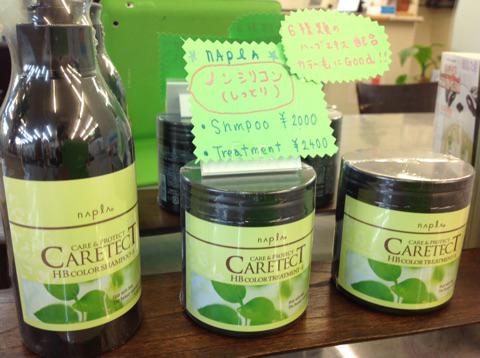 napla
ノンシリコン
(しっとり)
• Shmpoo ¥2000
• Treatment ¥2400
6種類の
ハーブエキス配合
カラーもにGood!!
napla
CARE & PROTECT
CARETECT
HB COLOR SHAMPOO S
napla
CARE & PROTECT
CARETECT
HB COLOR TREATMENT S
napla
CARE & PROTECT
CARETECT
HB COLOR TREATMENT S